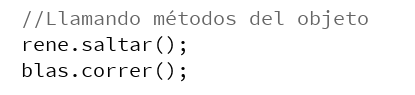 //Llamando métodos del objeto
rene.saltar();
blas.correr();